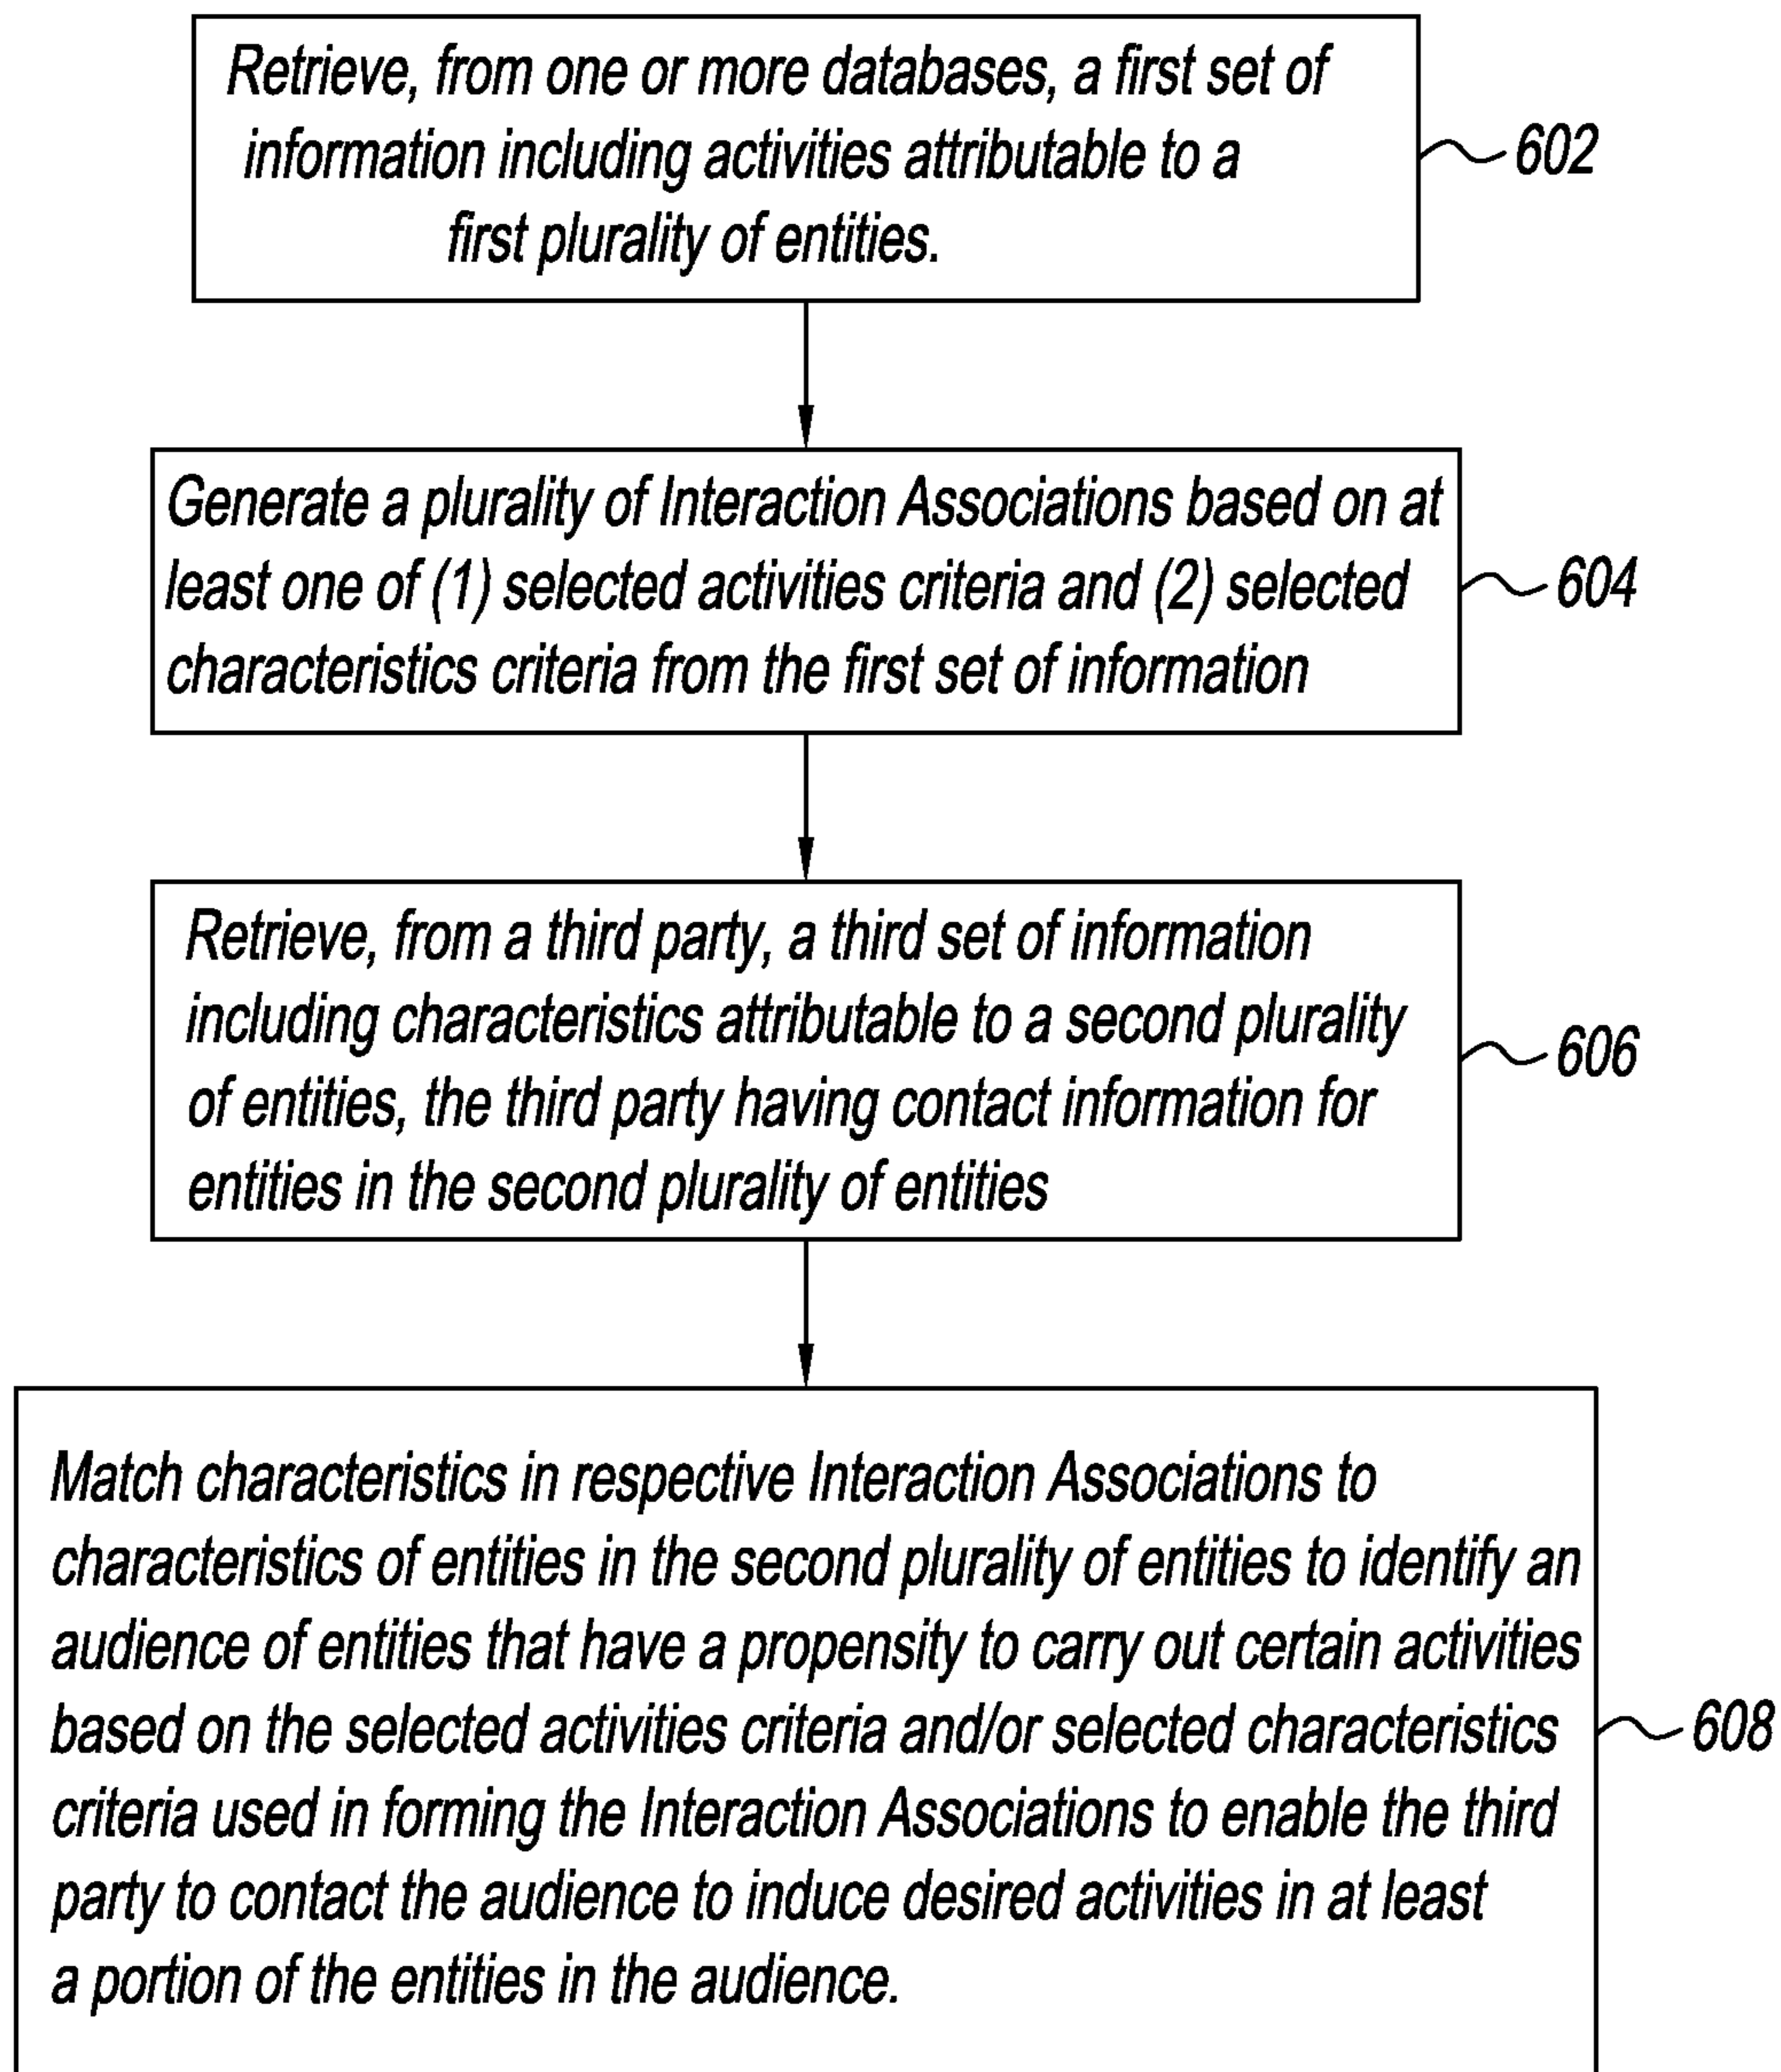 Retrieve, from one or more databases, a first set of
information including activities attributable to a
first plurality of entities.
602
Generate a plurality of Interaction Associations based on at
least one of (1) selected activities criteria and (2) selected
characteristics criteria from the first set of information
604
Retrieve, from a third party, a third set of information
including characteristics attributable to a second plurality
of entities, the third party having contact information for
entities in the second plurality of entities
606
Match characteristics in respective Interaction Associations to
characteristics of entities in the second plurality of entities to identify an
audience of entities that have a propensity to carry out certain activities
based on the selected activities criteria and/or selected characteristics
criteria used in forming the Interaction Associations to enable the third
party to contact the audience to induce desired activities in at least
a portion of the entities in the audience.
608